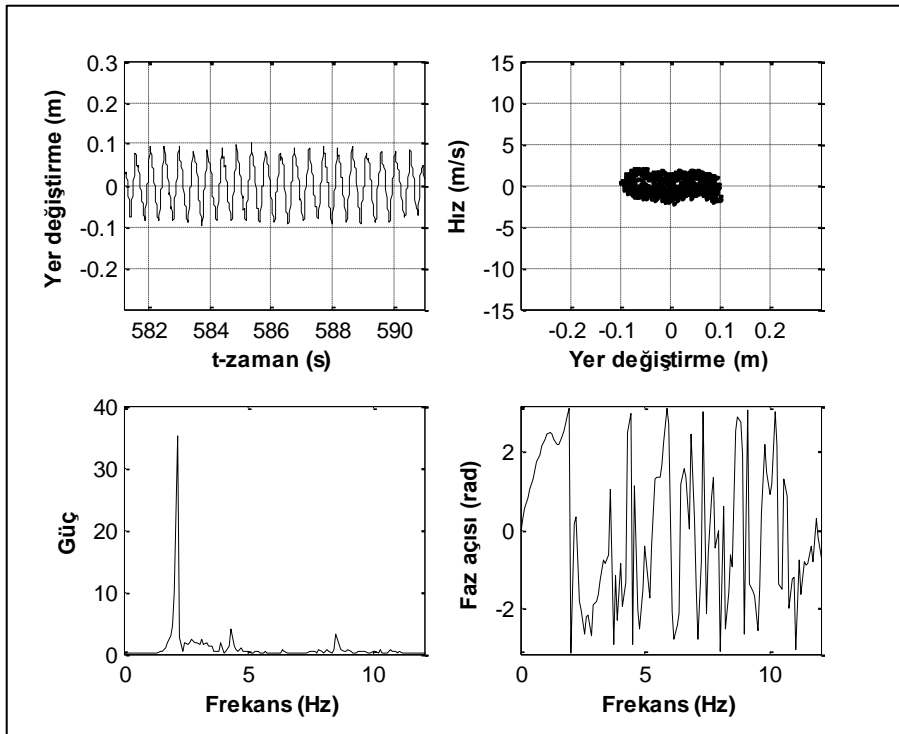 Yer değiştirme (m)
0.3
0.2
0.1
0
-0.1
-0.2
582 584 586 588 590
t-zaman (s)
Hız (m/s)
15
10
5
0
-5
-10
-15
-0.2 -0.1 0 0.1 0.2
Yer değiştirme (m)
Güç
40
30
20
10
0
0 5 10
Frekans (Hz)
Faz açısı (rad)
2
0
-2
0 5 10
Frekans (Hz)